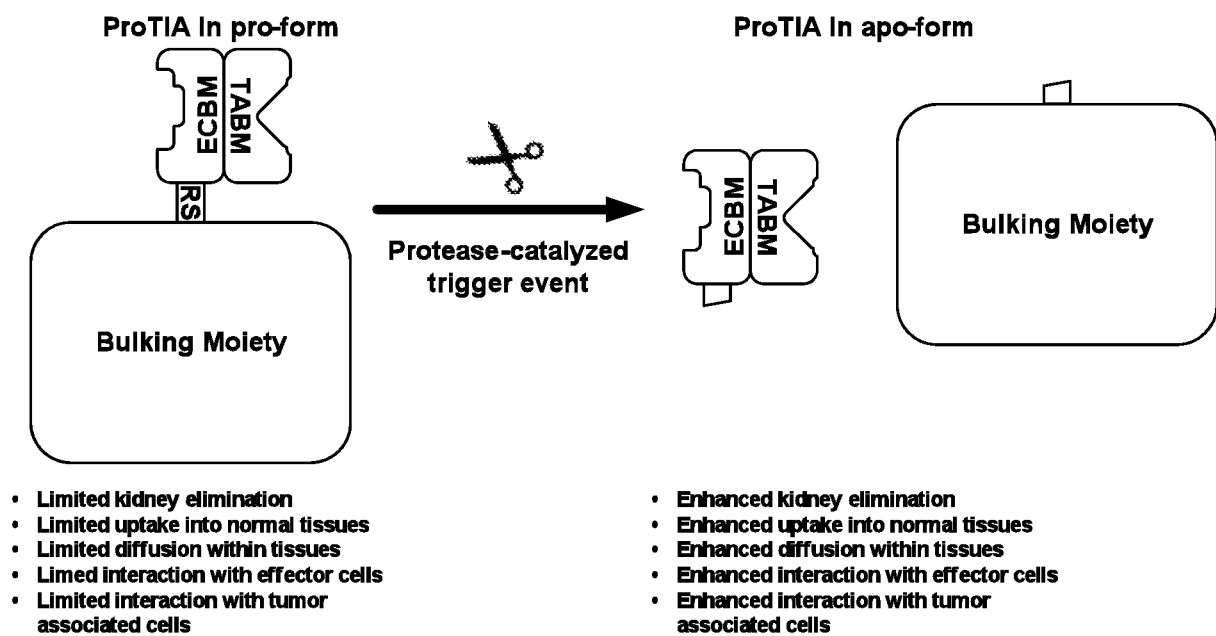 ProTIA In pro-form
ECBM
TABM
RS
Bulking Moiety
• Limited kidney elimination
• Limited uptake into normal tissues
• Limited diffusion within tissues
• Limed interaction with effector cells
• Limited interaction with tumor
associated cells
Protease-catalyzed
trigger event
ProTIA In apo-form
ECBM
TABM
Bulking Moiety
• Enhanced kidney elimination
• Enhanced uptake into normal tissues
• Enhanced diffusion within tissues
• Enhanced interaction with effector cells
• Enhanced interaction with tumor
associated cells